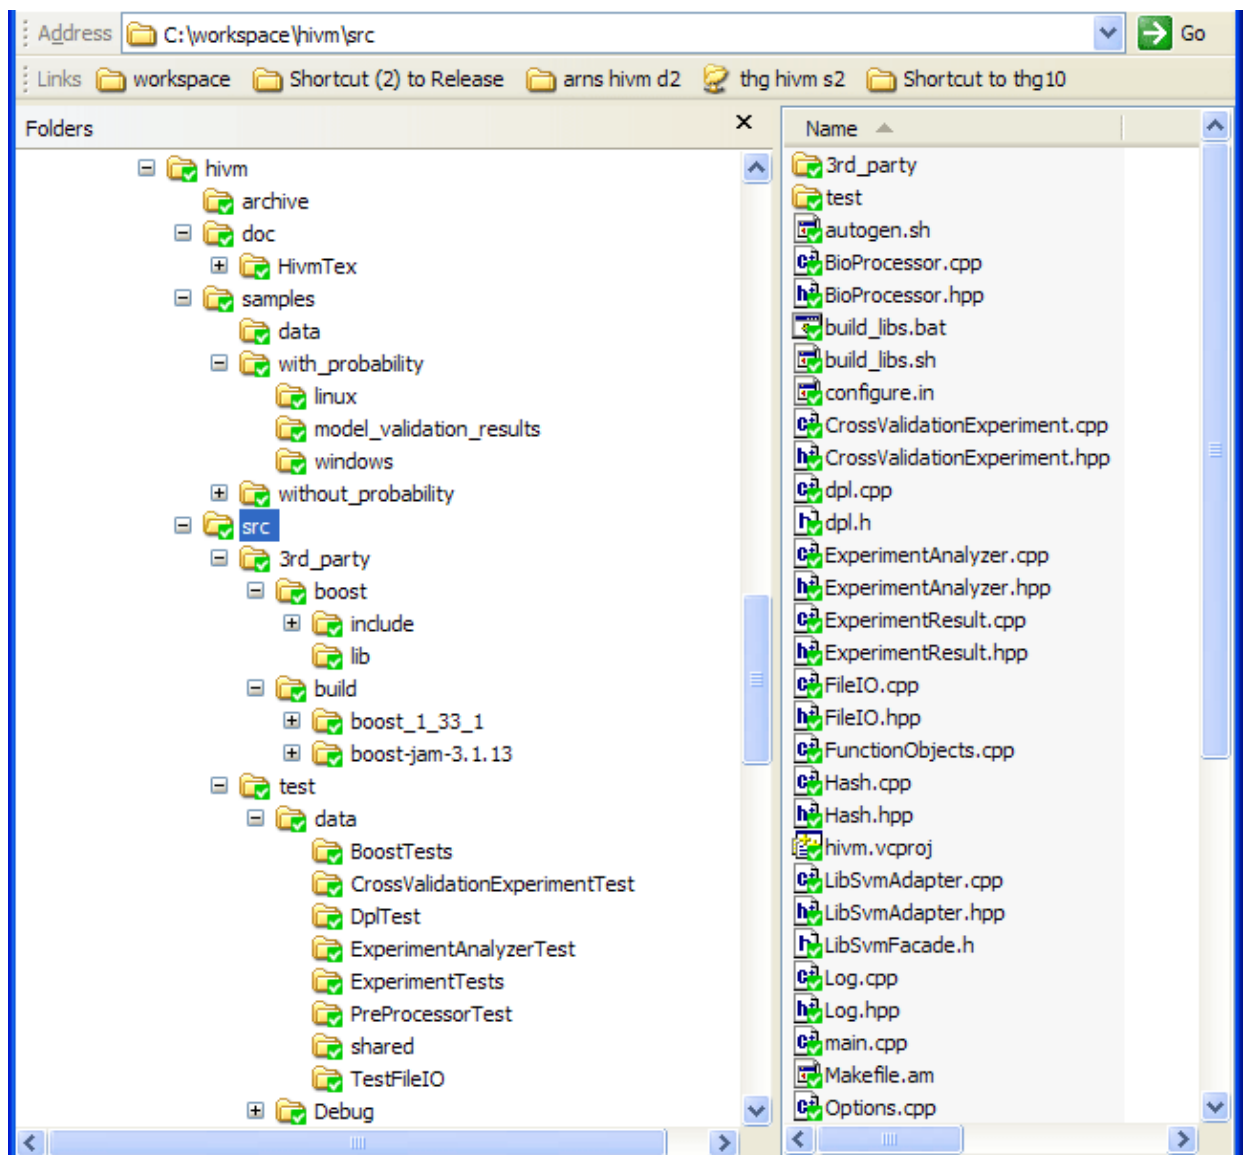 Address C:\workspace\hivm\src Go
Links workspace Shortcut (2) to Release arns hivm d2 thg hivm s2 Shortcut to thg10
Folders
hivm
archive
doc
HivmTex
samples
data
with_probability
linux
model_validation_results
windows
without_probability
src
3rd_party
boost
include
lib
build
boost_1_33_1
boost-jam-3.1.13
test
data
BoostTests
CrossValidationExperimentTest
DplTest
ExperimentAnalyzerTest
ExperimentTests
PreProcessorTest
shared
TestFileIO
Debug
Name
3rd_party
test
autogen.sh
BioProcessor.cpp
BioProcessor.hpp
build_libs.bat
build_libs.sh
configure.in
CrossValidationExperiment.cpp
CrossValidationExperiment.hpp
dpl.cpp
dpl.h
ExperimentAnalyzer.cpp
ExperimentAnalyzer.hpp
ExperimentResult.cpp
ExperimentResult.hpp
FileIO.cpp
FileIO.hpp
FunctionObjects.cpp
Hash.cpp
Hash.hpp
hivm.vcproj
LibSvmAdapter.cpp
LibSvmAdapter.hpp
LibSvmFacade.h
Log.cpp
Log.hpp
main.cpp
Makefile.am
Options.cpp